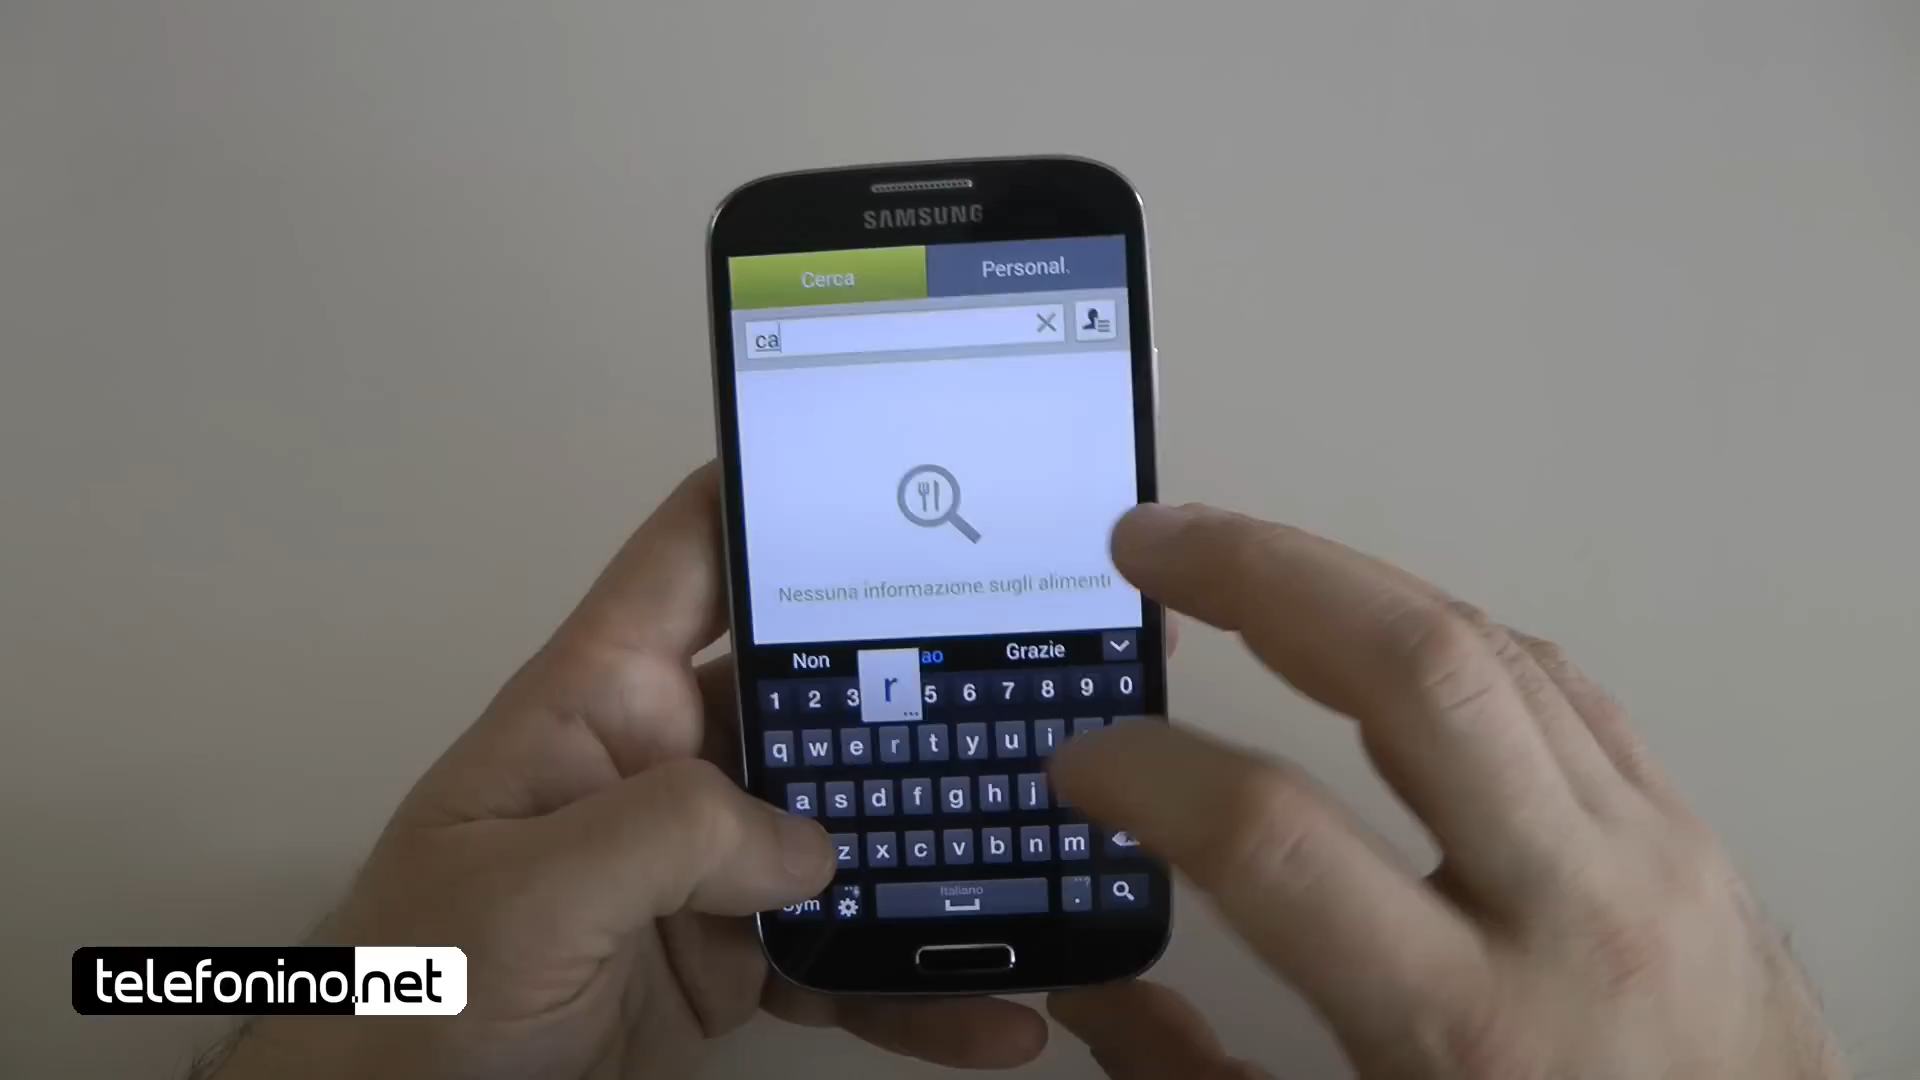 SAMSUNG
Cerca Personal.
ca
Nessuna informazione sugli alimenti
Non ao Grazie
r
1 2 3 5 6 7 8 9 0
q w e r t y u i
a s d f g h j
z x c v b n m
Sym Italiano .
telefonino.net